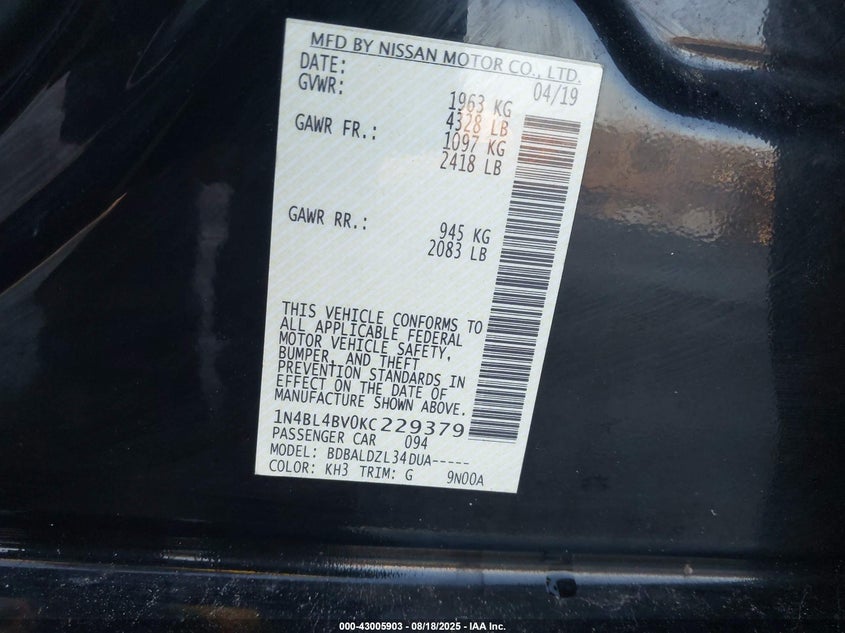 MFD BY NISSAN MOTOR CO., LTD.
DATE: 04/19
GVWR: 1963 KG
4328 LB
GAWR FR.: 1097 KG
2418 LB
GAWR RR.: 945 KG
2083 LB
THIS VEHICLE CONFORMS TO
ALL APPLICABLE FEDERAL
MOTOR VEHICLE SAFETY,
BUMPER, AND THEFT
PREVENTION STANDARDS IN
EFFECT ON THE DATE OF
MANUFACTURE SHOWN ABOVE.
1N4BL4BV0KC229379
PASSENGER CAR 094
MODEL: BDBALDZL34DUA-----
COLOR: KH3 TRIM: G 9N00A
000-43005903 - 08/18/2025 - IAA Inc.